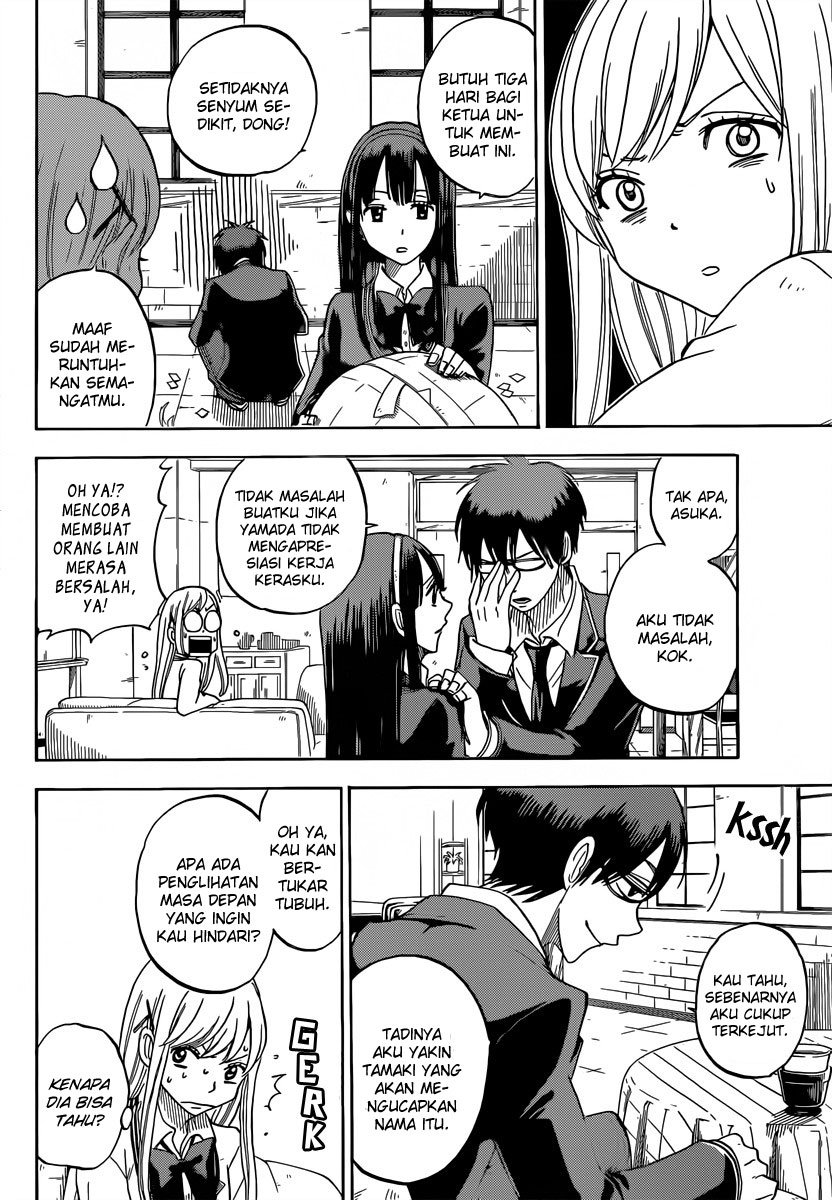 BUTUH TIGA
HARI BAGI
KETUA UN-
TUK MEM-
BUAT INI.
SETIDAKNYA
SENYUM SE-
DIKIT, DONG!
MAAF
SUDAH ME-
RUNTUH-
KAN SEMA-
NGATMU.
TAK APA,
ASUKA.
AKU TIDAK
MASALAH,
KOK.
TIDAK MASALAH
BUATKU JIKA
YAMADA TIDAK
MENGAPRE-
SIASI KERJA
KERASKU.
OH YA!?
MENCOBA
MEMBUAT
ORANG LAIN
MERASA
BERSALAH,
YA!
KSSH
KAU TAHU,
SEBENARNYA
AKU CUKUP
TERKEJUT.
TADINYA
AKU YAKIN
TAMAKI YANG
AKAN ME-
NGUCAPKAN
NAMA ITU.
OH YA,
KAU KAN
BER-
TUKAR
TUBUH.
APA ADA
PENGLIHATAN
MASA DEPAN
YANG INGIN
KAU HINDARI?
GERK
KENAPA
DIA BISA
TAHU?